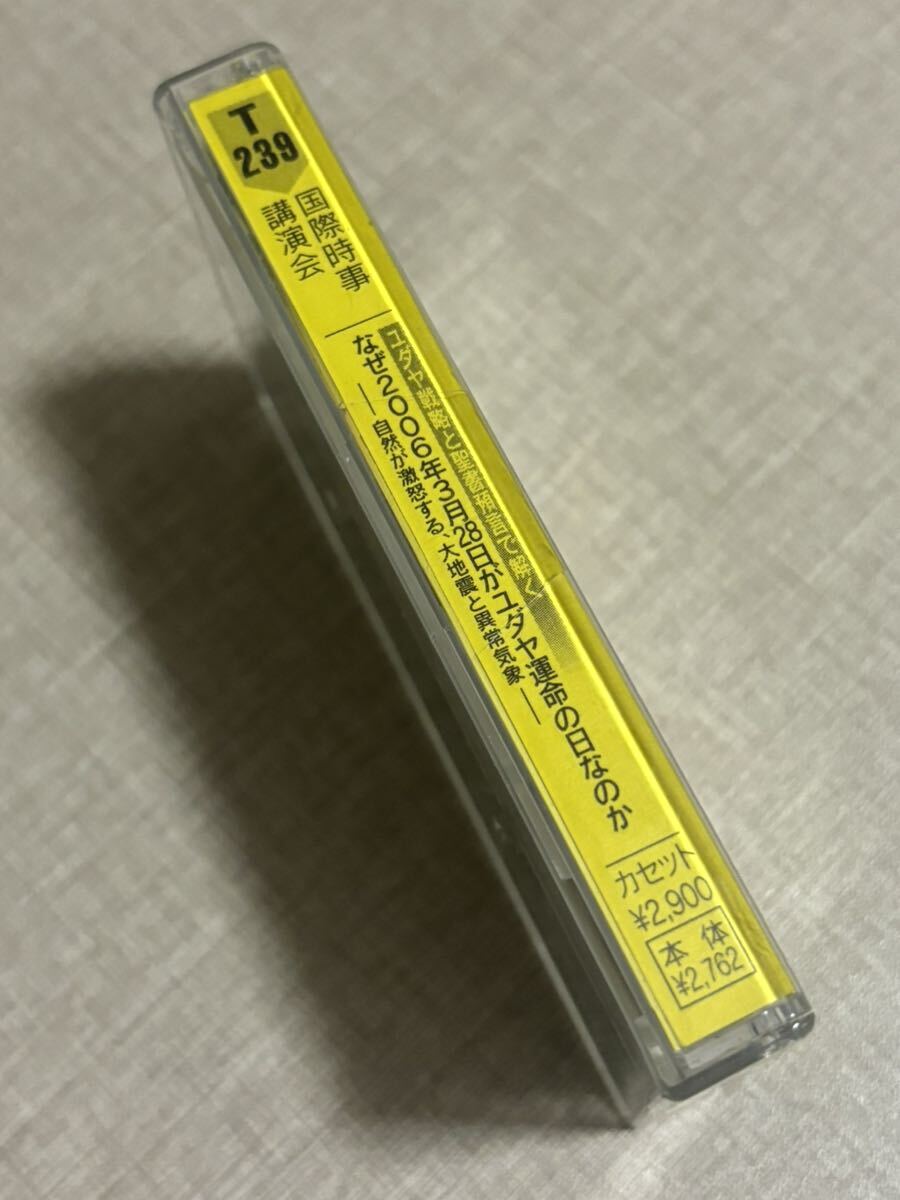 T
239
国際時事
講演会
ユダヤ戦略と聖書預言で解く
なぜ2006年3月28日がユダヤ運命の日なのか
――自然が激怒する、大地震と異常気象――
カセット
¥2,900
本体
¥2,762